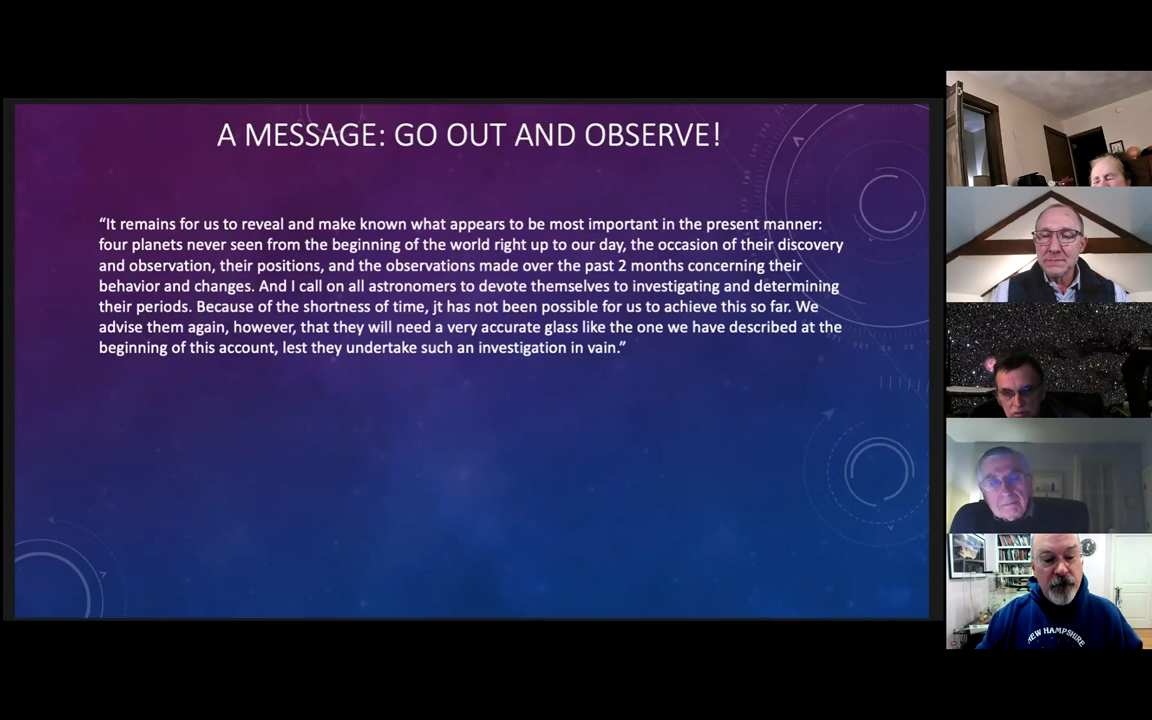 A MESSAGE: GO OUT AND OBSERVE!
“It remains for us to reveal and make known what appears to be most important in the present manner:
four planets never seen from the beginning of the world right up to our day, the occasion of their discovery
and observation, their positions, and the observations made over the past 2 months concerning their
behavior and changes. And I call on all astronomers to devote themselves to investigating and determining
their periods. Because of the shortness of time, jt has not been possible for us to achieve this so far. We
advise them again, however, that they will need a very accurate glass like the one we have described at the
beginning of this account, lest they undertake such an investigation in vain.”
NEW HAMPSHIRE